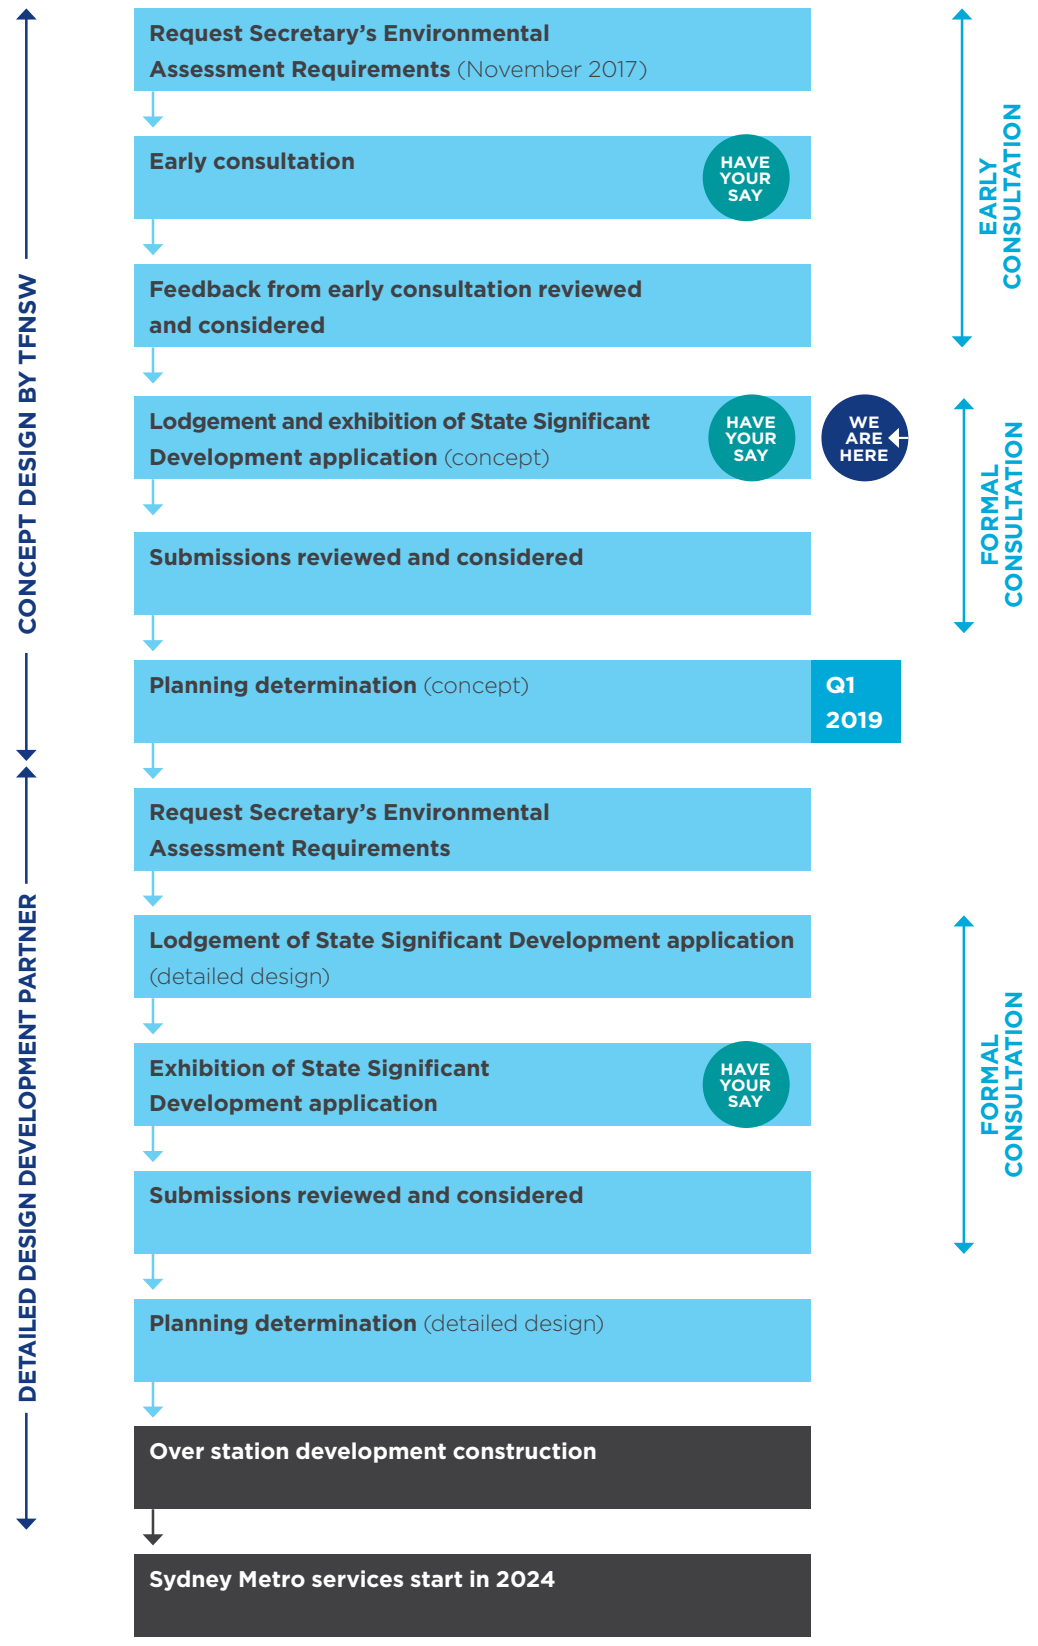 Request Secretary's Environmental
Assessment Requirements (November 2017)
Early consultation
HAVE
YOUR
SAY
Feedback from early consultation reviewed
and considered
EARLY
CONSULTATION
Lodgement and exhibition of State Significant
Development application (concept)
HAVE
YOUR
SAY
WE
ARE
HERE
Submissions reviewed and considered
FORMAL
CONSULTATION
Planning determination (concept)
Q1
2019
CONCEPT DESIGN BY TFNSW
Request Secretary's Environmental
Assessment Requirements
Lodgement of State Significant Development application
(detailed design)
Exhibition of State Significant
Development application
HAVE
YOUR
SAY
Submissions reviewed and considered
FORMAL
CONSULTATION
Planning determination (detailed design)
Over station development construction
DETAILED DESIGN DEVELOPMENT PARTNER
Sydney Metro services start in 2024